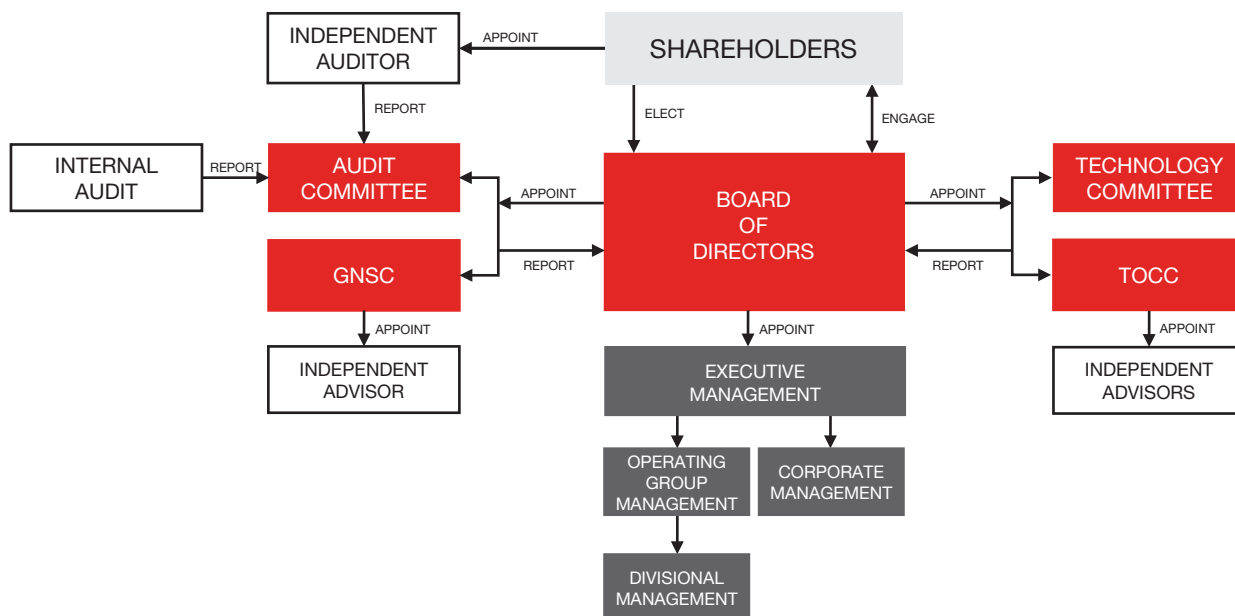 INDEPENDENT
AUDITOR
APPOINT
SHAREHOLDERS
REPORT
ELECT
ENGAGE
INTERNAL
AUDIT
REPORT
AUDIT
COMMITTEE
APPOINT
BOARD
OF
DIRECTORS
APPOINT
TECHNOLOGY
COMMITTEE
GNSC
REPORT
REPORT
TOCC
APPOINT
APPOINT
APPOINT
INDEPENDENT
ADVISOR
EXECUTIVE
MANAGEMENT
INDEPENDENT
ADVISORS
OPERATING
GROUP
MANAGEMENT
CORPORATE
MANAGEMENT
DIVISIONAL
MANAGEMENT